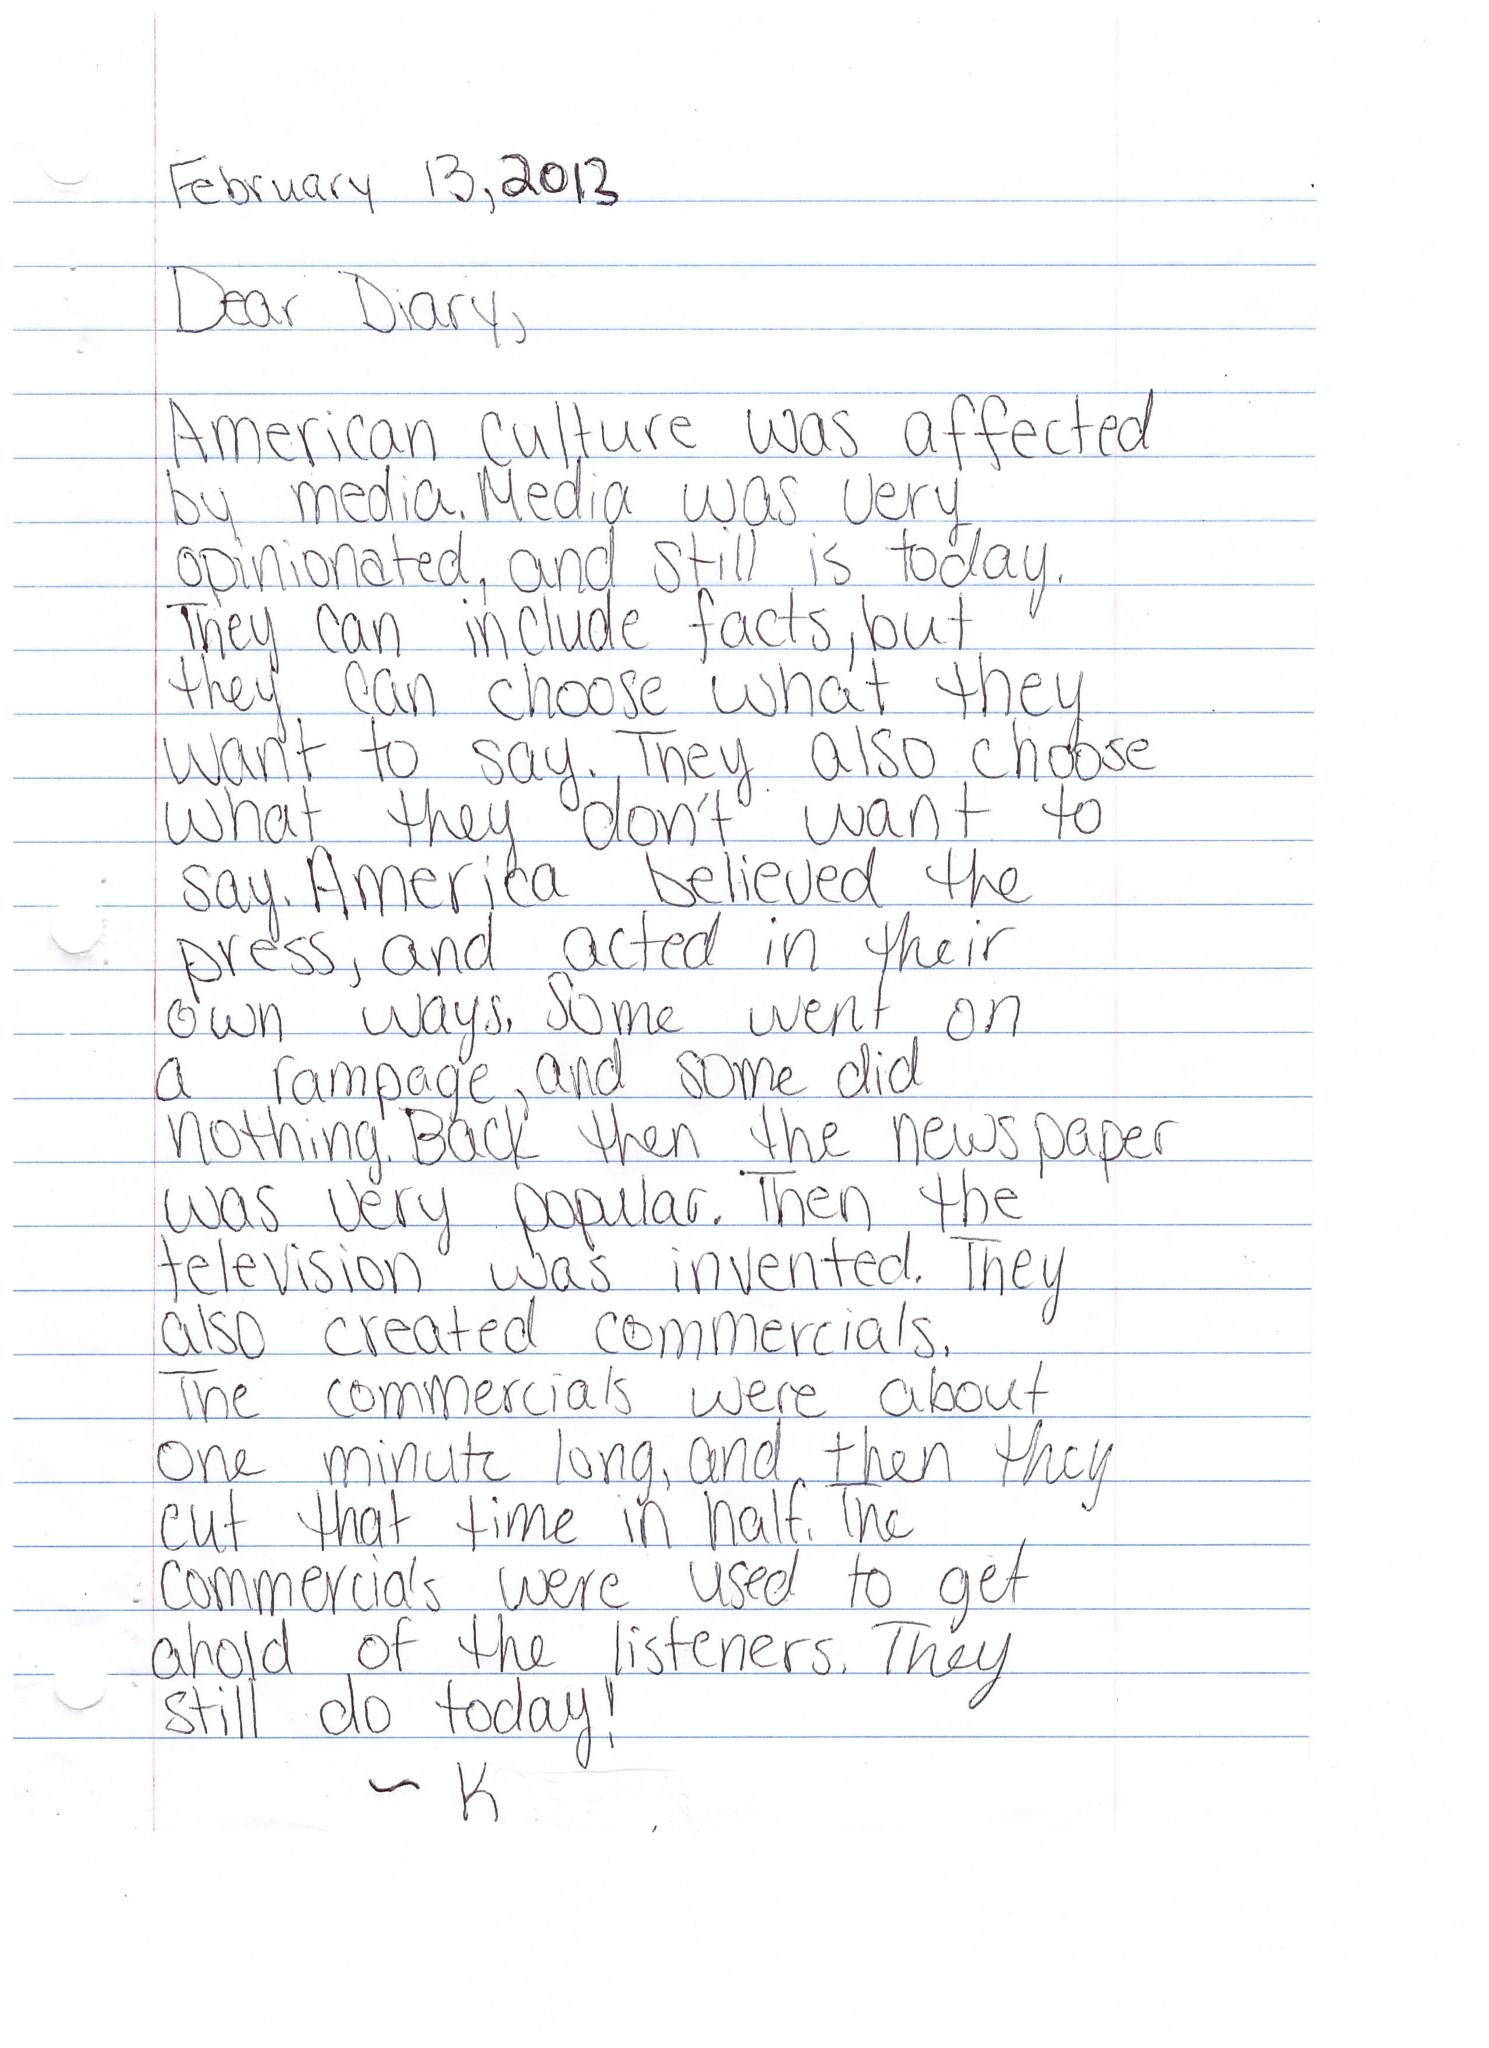 February 13, 2013
Dear Diary,
American culture was affected
by media. Media was very
opinionated, and still is today.
They can include facts, but
they can choose what they
want to say. They also choose
what they don't want to
say. America believed the
press, and acted in their
own ways. Some went on
a rampage, and some did
nothing. Back then the newspaper
was very popular. Then the
television was invented. They
also created commercials.
The commercials were about
one minute long, and then they
cut that time in half. The
commercials were used to get
ahold of the listeners. They
still do today!
~ K